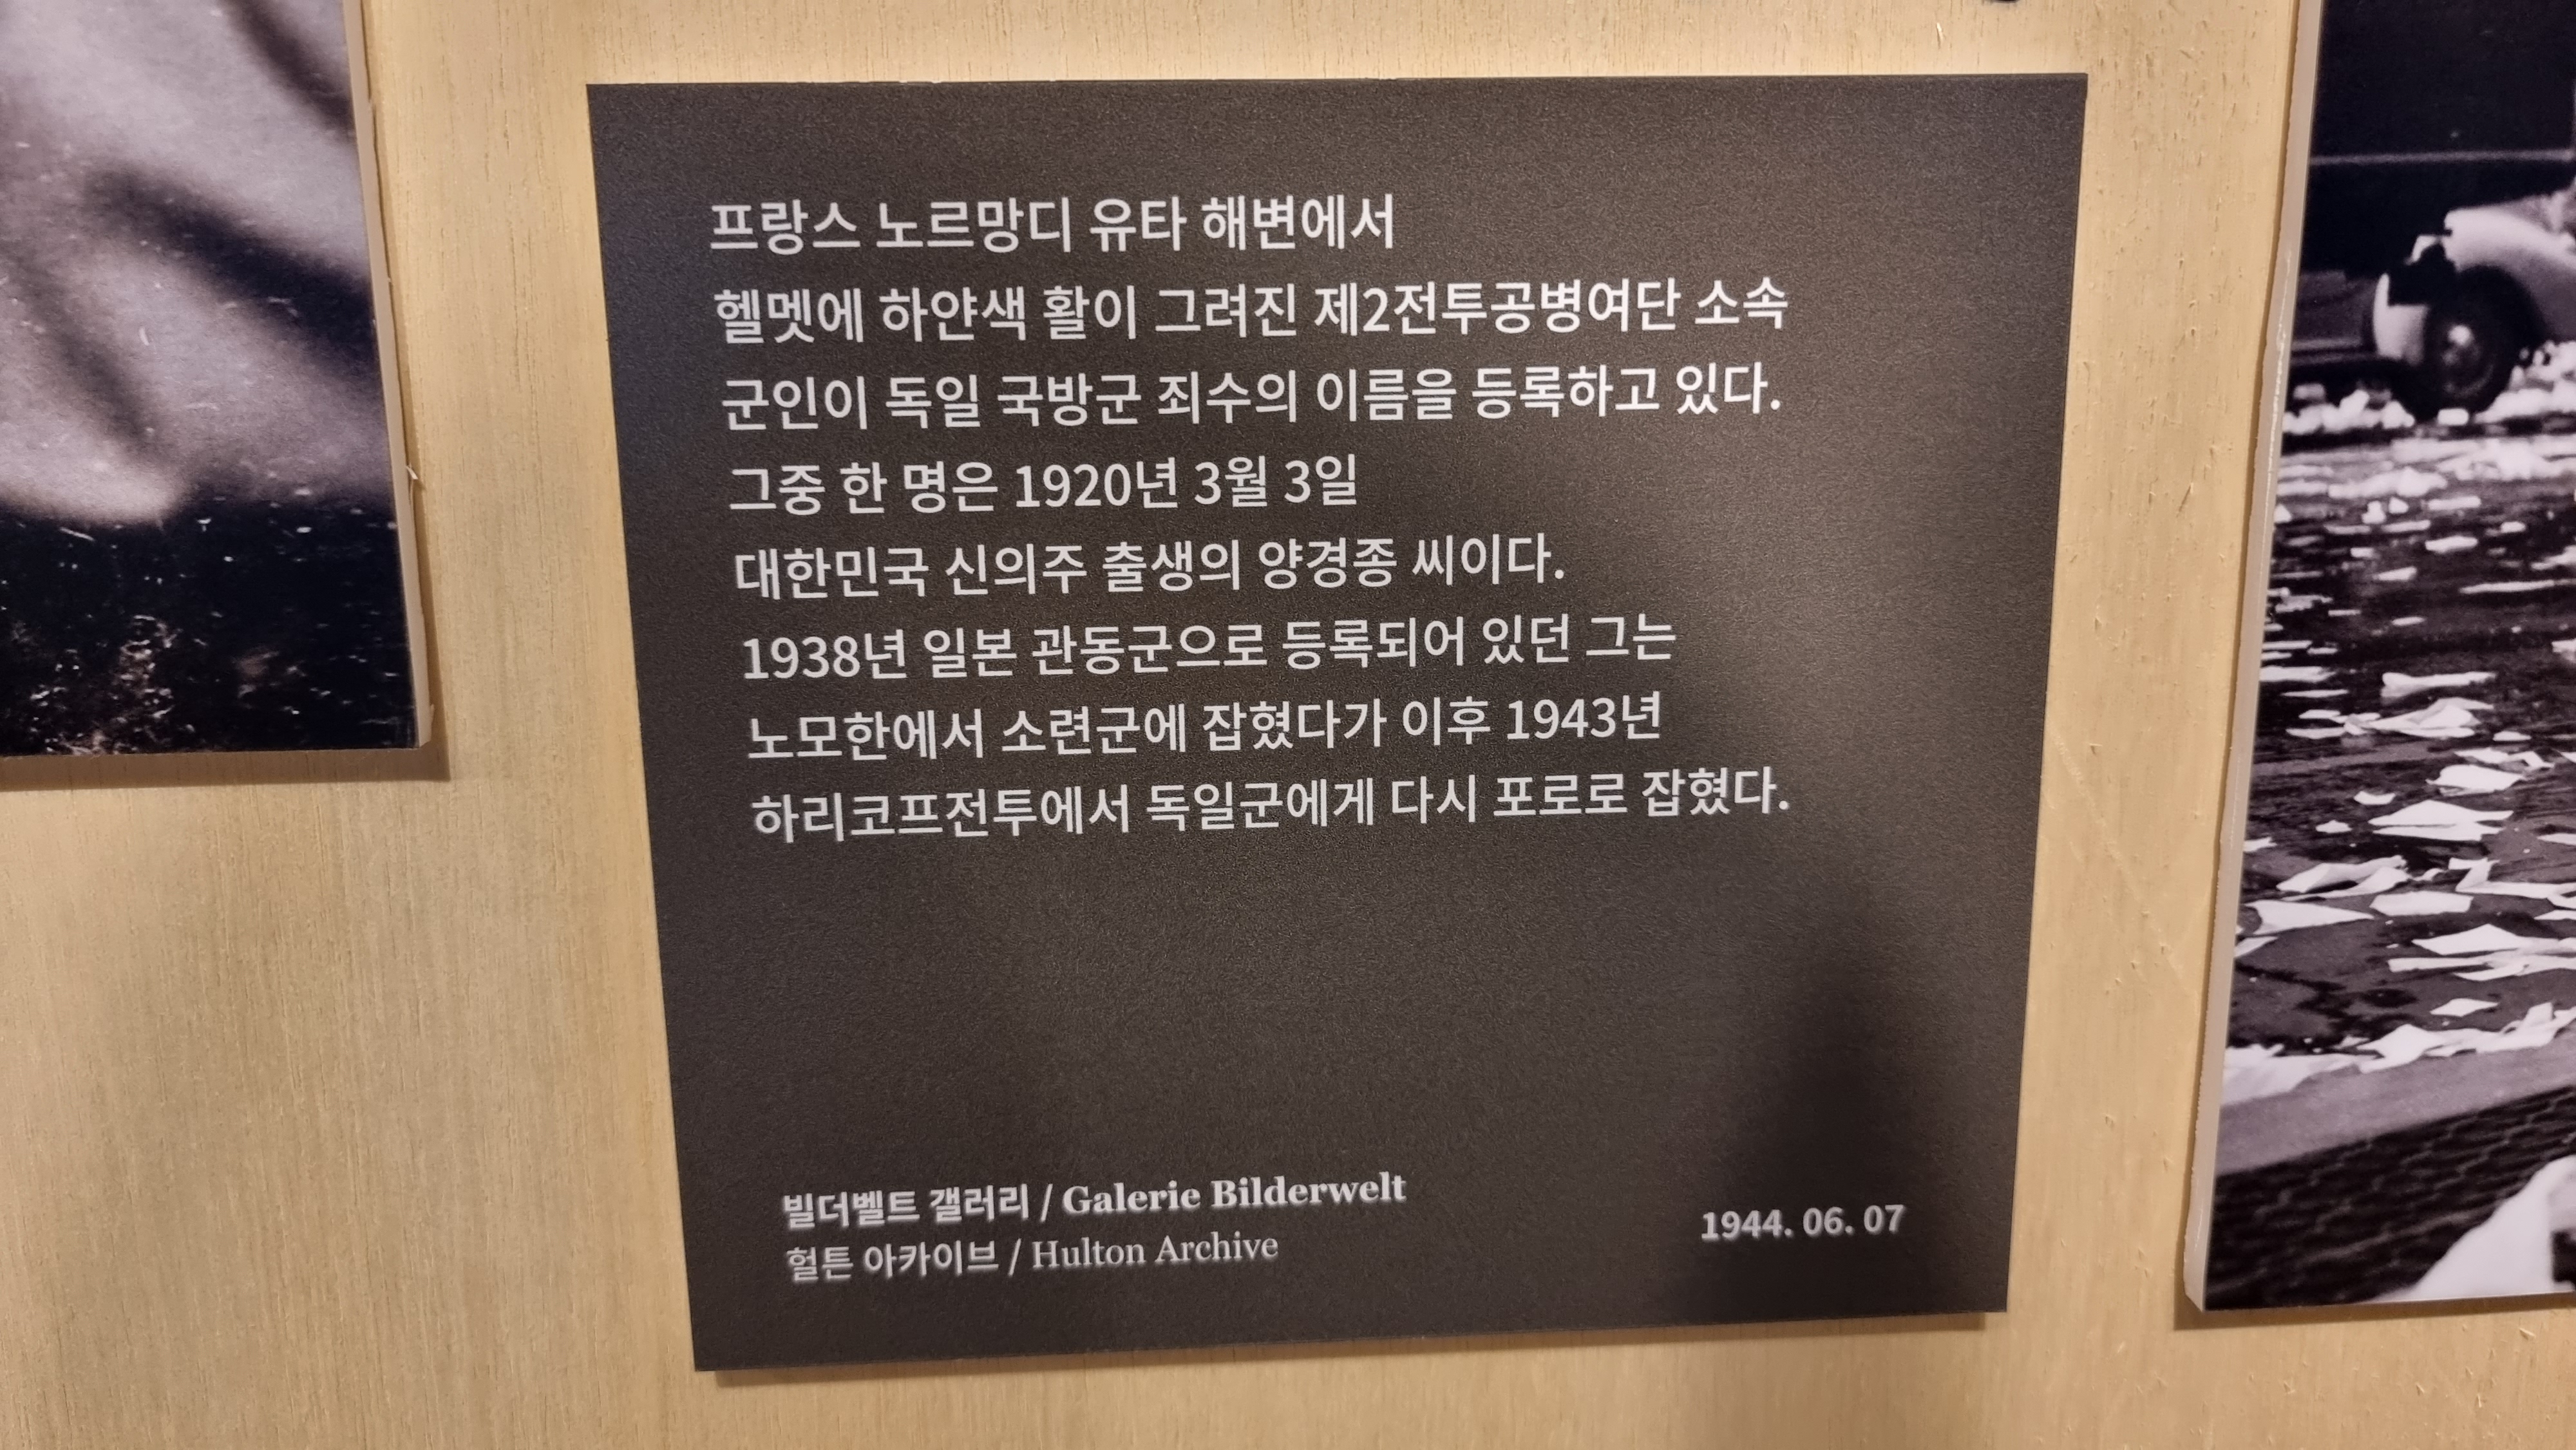 프랑스 노르망디 유타 해변에서
헬멧에 하얀색 활이 그려진 제2전투공병여단 소속
군인이 독일 국방군 죄수의 이름을 등록하고 있다.
그중 한 명은 1920년 3월 3일
대한민국 신의주 출생의 양경종 씨이다.
1938년 일본 관동군으로 등록되어 있던 그는
노모한에서 소련군에 잡혔다가 이후 1943년
하리코프전투에서 독일군에게 다시 포로로 잡혔다.
빌더벨트 갤러리 / Galerie Bilderwelt
헐튼 아카이브 / Hulton Archive
1944. 06. 07